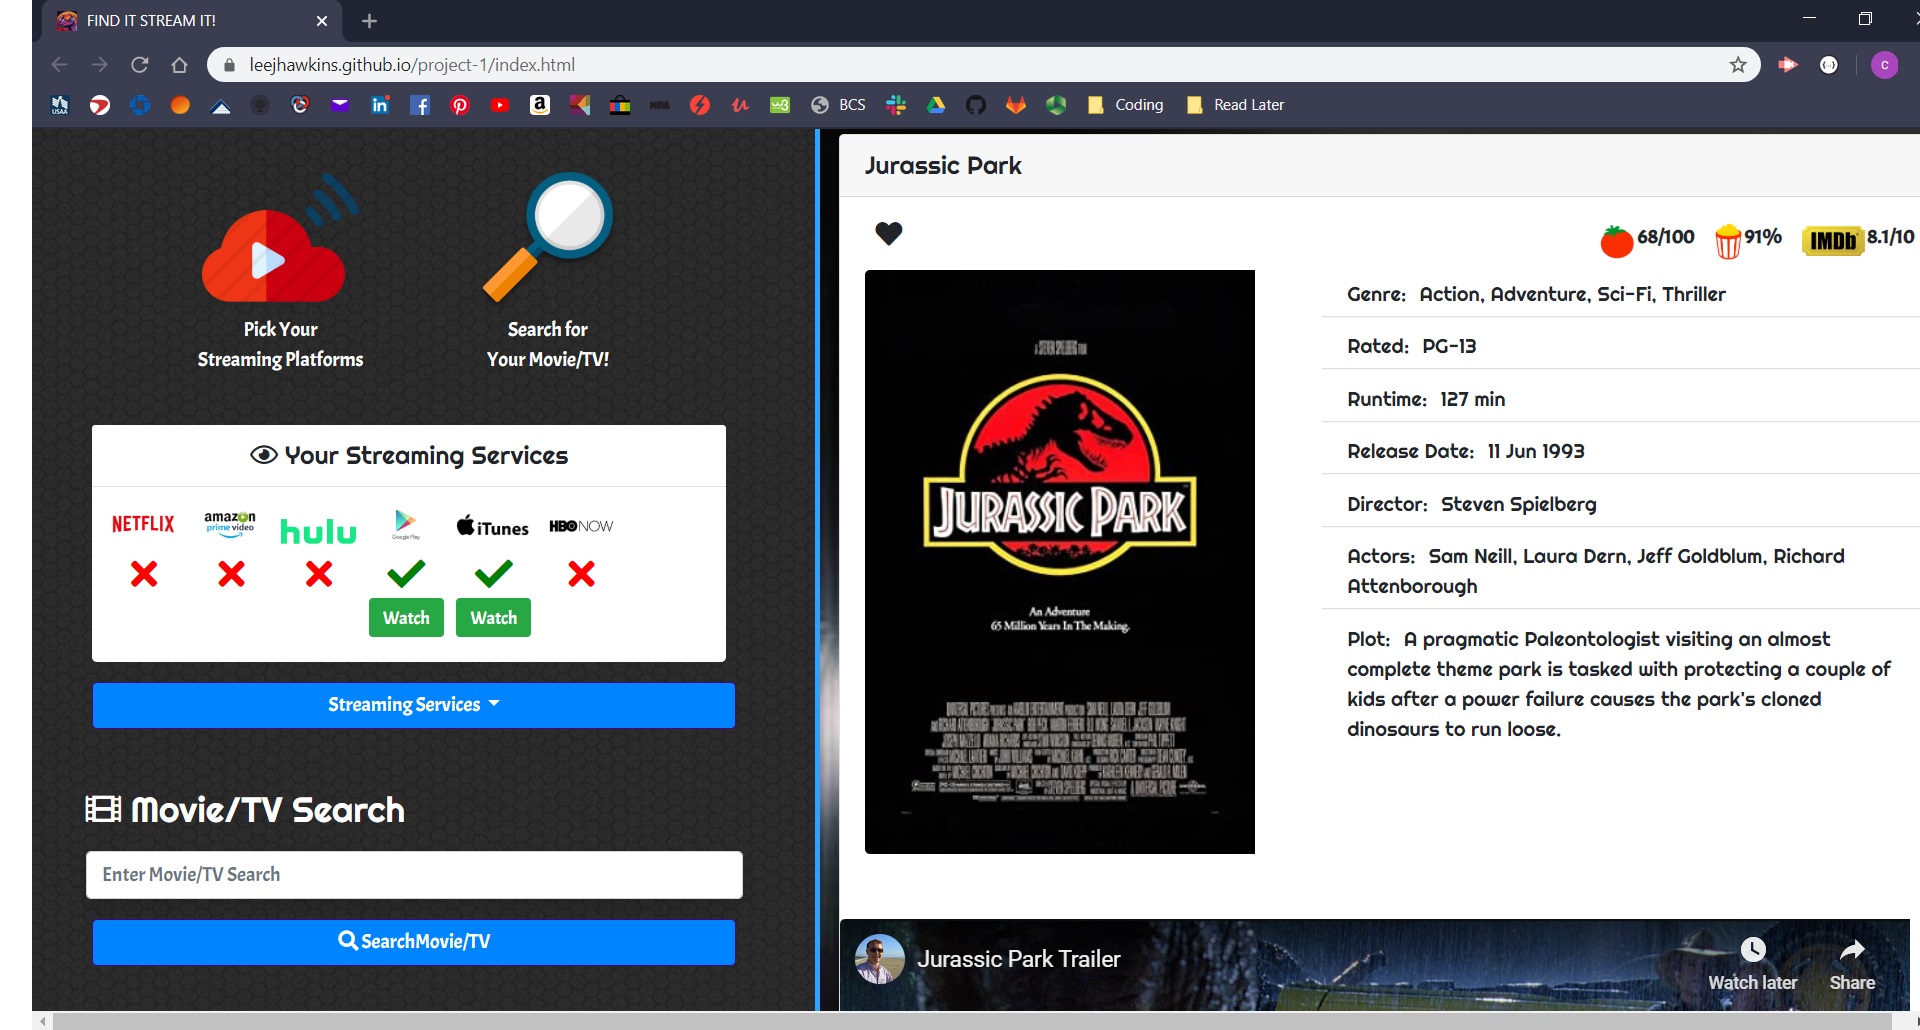 FIND IT STREAM IT!
leejhawkins.github.io/project-1/index.html
C
USAA
in
a
w3
BCS
Coding
Read Later
Pick Your
Streaming Platforms
Search for
Your Movie/TV!
Your Streaming Services
NETFLIX
amazon
prime video
hulu
Google Play
iTunes
HBO NOW
Watch
Watch
Streaming Services
Movie/TV Search
Enter Movie/TV Search
SearchMovie/TV
Jurassic Park
68/100
91%
IMDb
8.1/10
A STEVEN SPIELBERG FILM
JURASSIC PARK
An Adventure
65 Million Years In The Making.
Genre: Action, Adventure, Sci-Fi, Thriller
Rated: PG-13
Runtime: 127 min
Release Date: 11 Jun 1993
Director: Steven Spielberg
Actors: Sam Neill, Laura Dern, Jeff Goldblum, Richard
Attenborough
Plot: A pragmatic Paleontologist visiting an almost
complete theme park is tasked with protecting a couple of
kids after a power failure causes the park's cloned
dinosaurs to run loose.
Jurassic Park Trailer
Watch later
Share